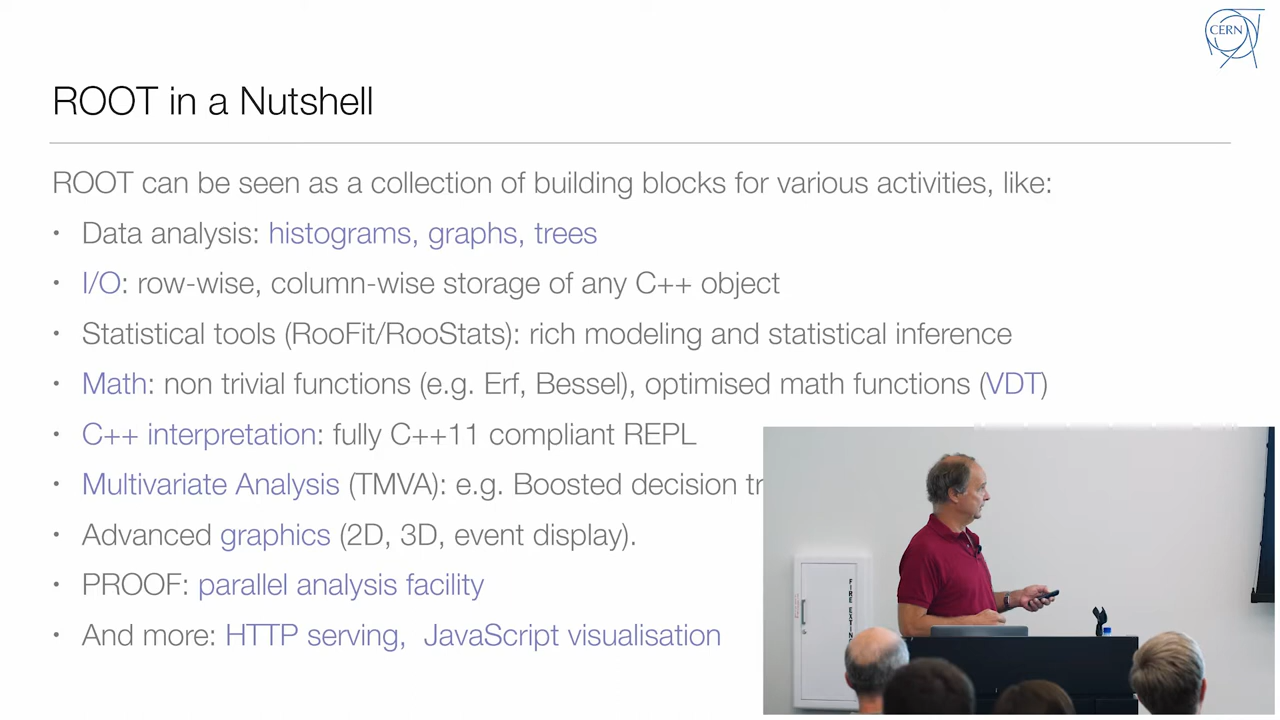 CERN
ROOT in a Nutshell
ROOT can be seen as a collection of building blocks for various activities, like:
• Data analysis: histograms, graphs, trees
• I/O: row-wise, column-wise storage of any C++ object
• Statistical tools (RooFit/RooStats): rich modeling and statistical inference
• Math: non trivial functions (e.g. Erf, Bessel), optimised math functions (VDT)
• C++ interpretation: fully C++11 compliant REPL
• Multivariate Analysis (TMVA): e.g. Boosted decision tr
• Advanced graphics (2D, 3D, event display).
• PROOF: parallel analysis facility
• And more: HTTP serving, JavaScript visualisation
FIRE EXTING